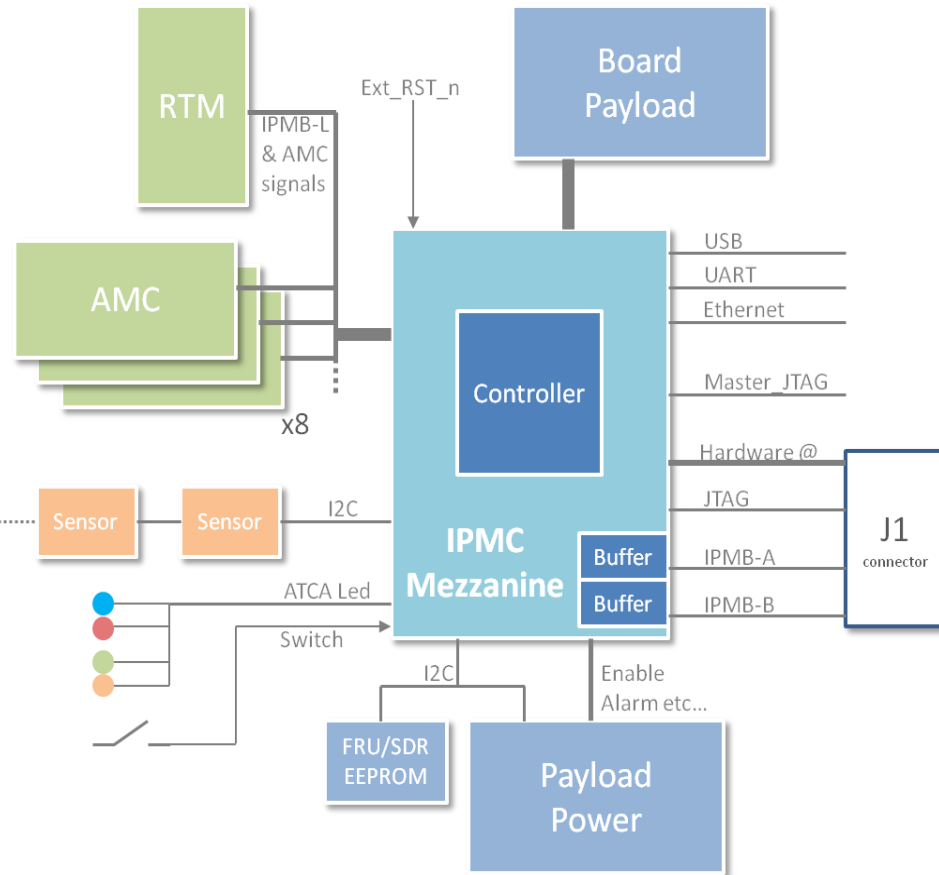 RTM
IPMB-L
& AMC
signals
Ext_RST_n
Board
Payload
AMC
x8
USB
UART
Ethernet
Controller
Master_JTAG
Hardware @
JTAG
J1
connector
Sensor
Sensor
I2C
IPMC
Mezzanine
Buffer
Buffer
IPMB-A
IPMB-B
ATCA Led
Switch
I2C
Enable
Alarm etc...
FRU/SDR
EEPROM
Payload
Power